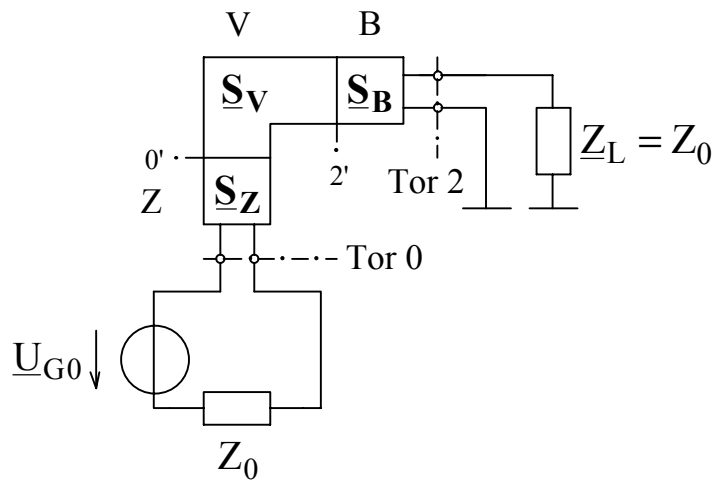 V B
S_V S_B
0' 2' Z_L = Z_0
Z S_Z Tor 2
Tor 0
U_G0
Z_0